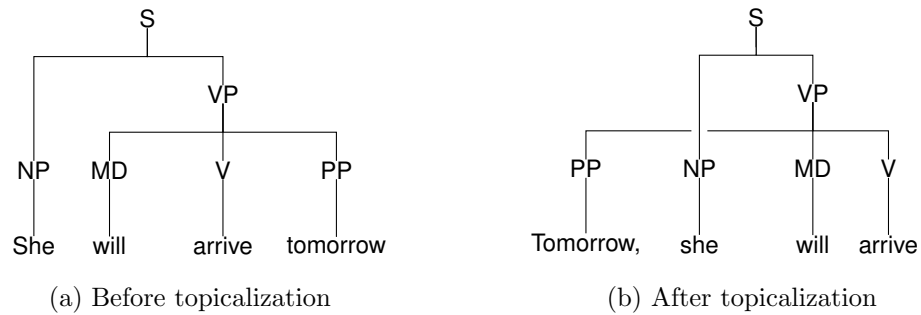 S S
VP VP
NP MD V PP PP NP MD V
She will arrive tomorrow Tomorrow, she will arrive
(a) Before topicalization (b) After topicalization